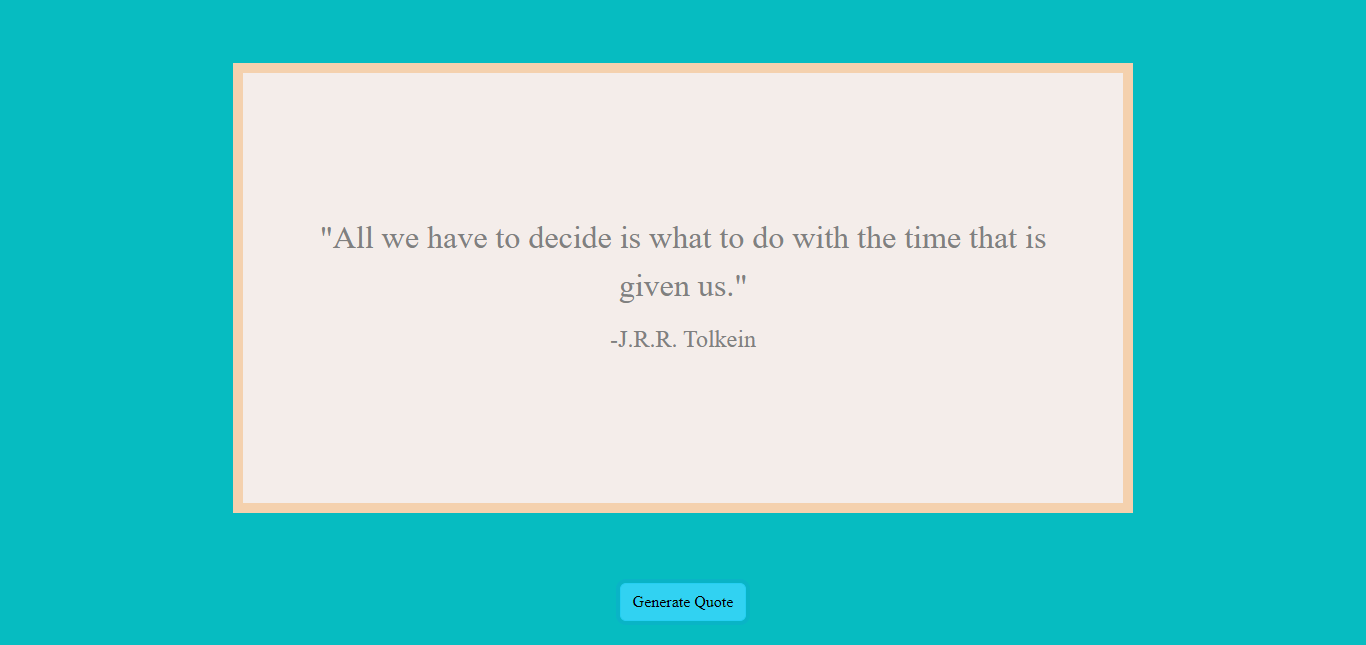 "All we have to decide is what to do with the time that is
given us."
-J.R.R. Tolkein
Generate Quote